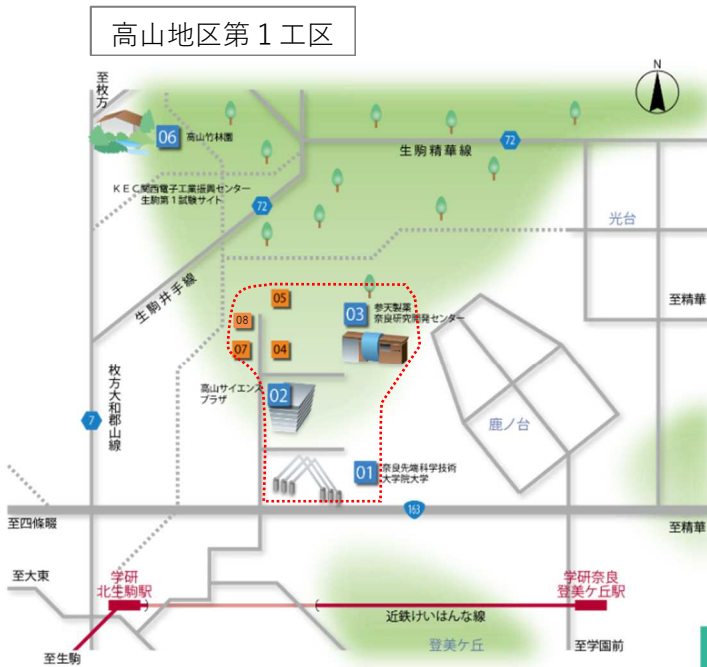 高山地区第１工区
至枚方
N
06
高山竹林園
生駒精華線
72
ＫＥＣ関西電子工業振興センター
生駒第１試験サイト
72
光台
生駒井手線
05
至精華
03
参天製薬
奈良研究開発センター
08
07
04
枚方大和郡山線
高山サイエンス
プラザ
02
7
鹿ノ台
01
奈良先端科学技術
大学院大学
163
至四條畷
至精華
至大東
学研
北生駒駅
学研奈良
登美ケ丘駅
近鉄けいはんな線
至生駒
登美ケ丘
至学園前